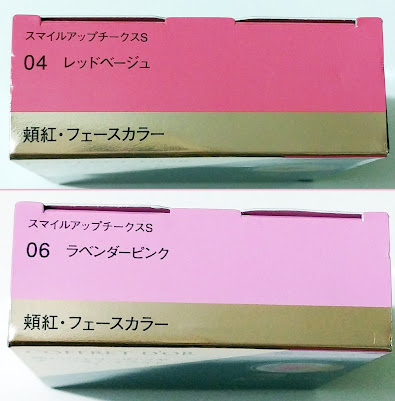 スマイルアップチークスS
04 レッドベージュ
頬紅・フェースカラー
スマイルアップチークスS
06 ラベンダーピンク
頬紅・フェースカラー
COFFRET D'OR